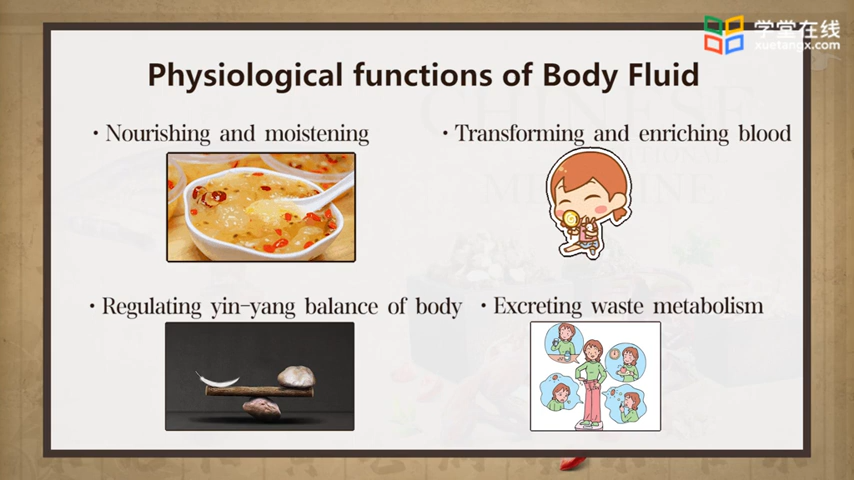 学堂在线
xuetangx.com
Physiological functions of Body Fluid
· Nourishing and moistening
· Transforming and enriching blood
· Regulating yin-yang balance of body
· Excreting waste metabolism